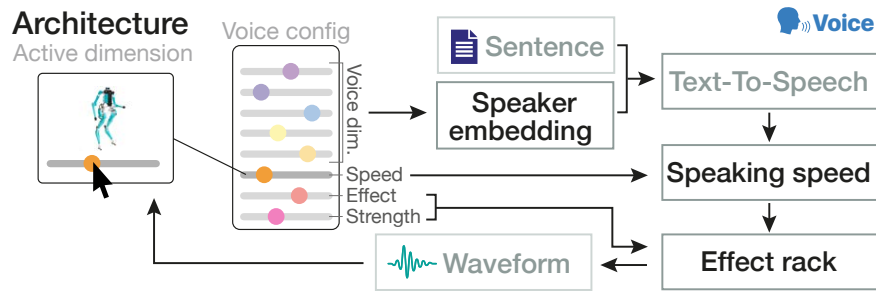 Architecture
Active dimension
Voice config
Voice dim.
Speed
Effect
Strength
Sentence
Speaker
embedding
Voice
Text-To-Speech
Speaking speed
Effect rack
Waveform